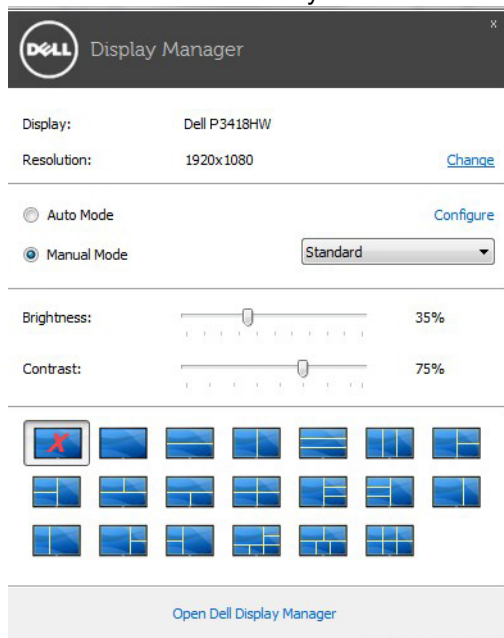 DELL
Display Manager
x
Display: Dell P3418HW
Resolution: 1920x1080 Change
Auto Mode Configure
Manual Mode Standard
Brightness: 35%
Contrast: 75%
Open Dell Display Manager